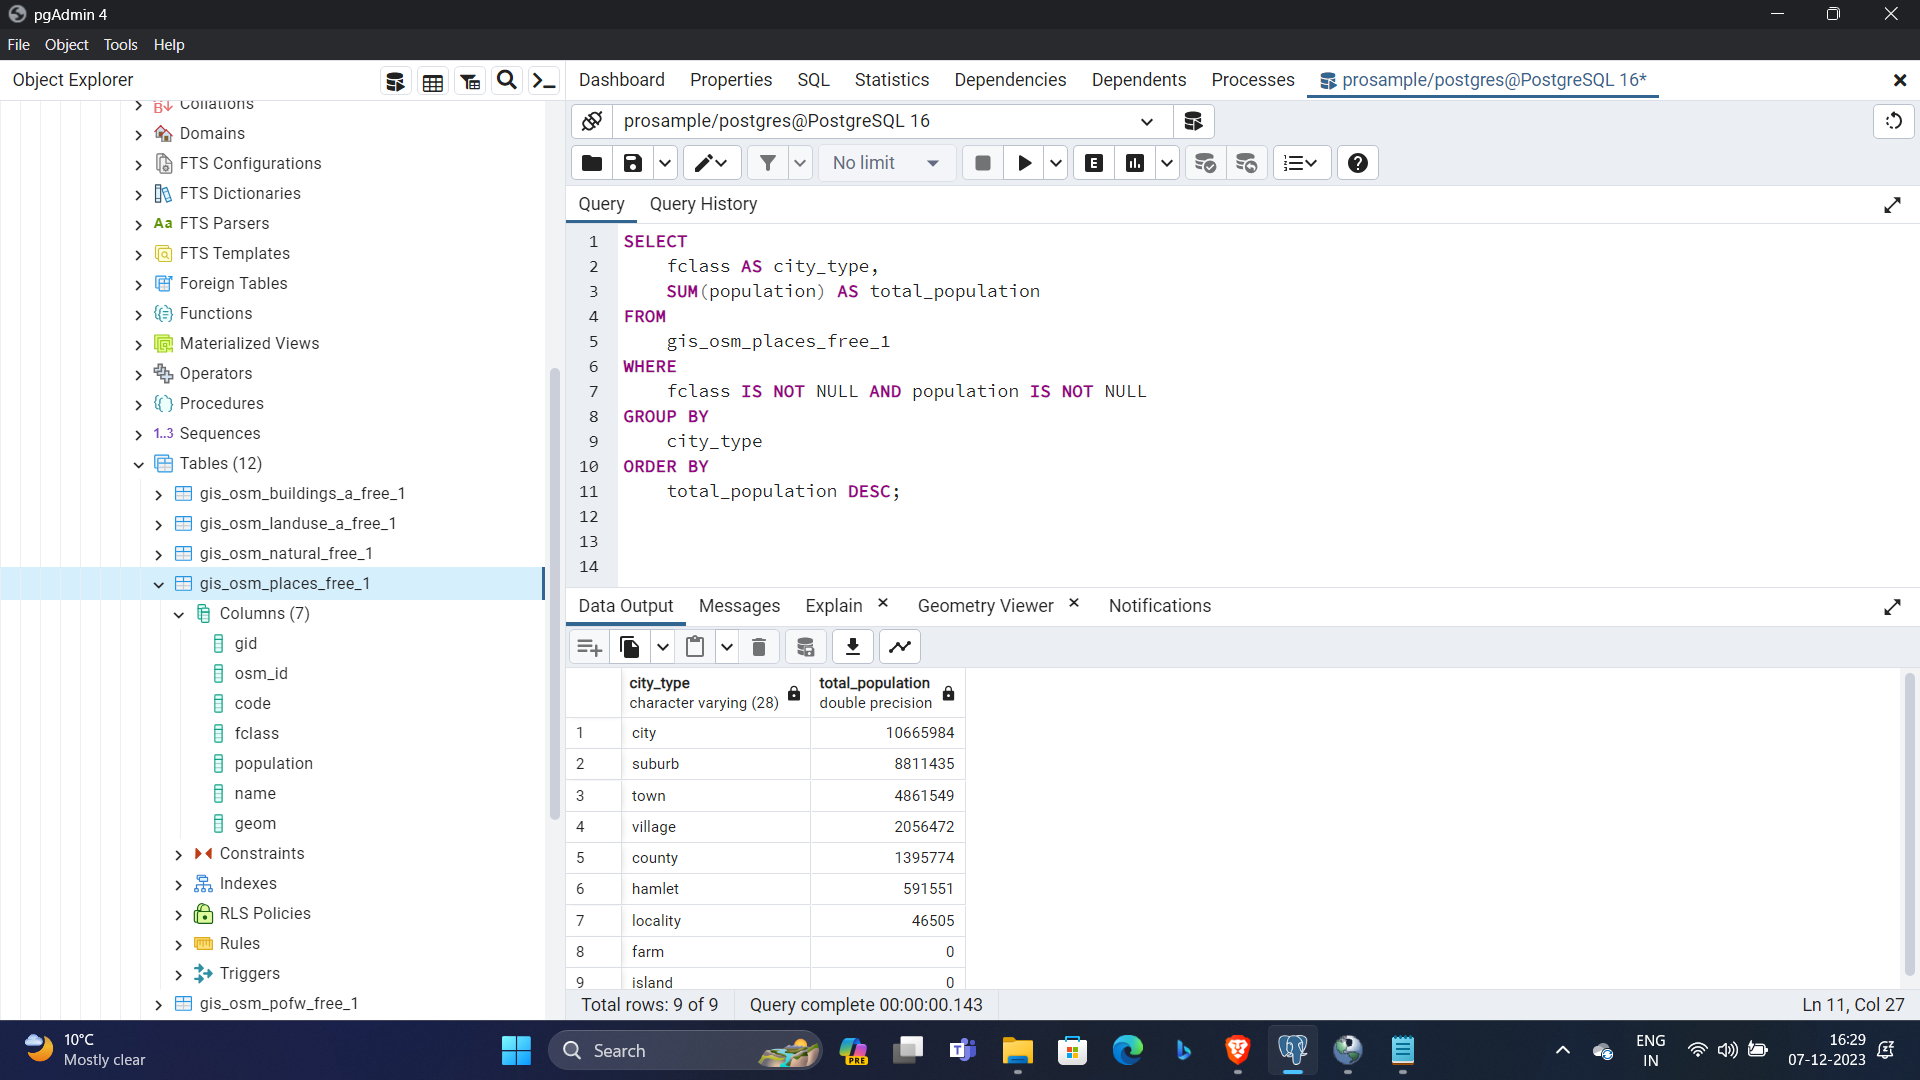 pgAdmin 4
File Object Tools Help
Object Explorer
Dashboard Properties SQL Statistics Dependencies Dependents Processes prosample/postgres@PostgreSQL 16*
Collations
Domains
FTS Configurations
FTS Dictionaries
Aa FTS Parsers
FTS Templates
Foreign Tables
Functions
Materialized Views
Operators
Procedures
1..3 Sequences
Tables (12)
gis_osm_buildings_a_free_1
gis_osm_landuse_a_free_1
gis_osm_natural_free_1
gis_osm_places_free_1
Columns (7)
gid
osm_id
code
fclass
population
name
geom
Constraints
Indexes
RLS Policies
Rules
Triggers
gis_osm_pofw_free_1
prosample/postgres@PostgreSQL 16
No limit E
Query Query History
1 SELECT
2 fclass AS city_type,
3 SUM(population) AS total_population
4 FROM
5 gis_osm_places_free_1
6 WHERE
7 fclass IS NOT NULL AND population IS NOT NULL
8 GROUP BY
9 city_type
10 ORDER BY
11 total_population DESC;
12
13
14
Data Output Messages Explain Geometry Viewer Notifications
city_type total_population
character varying (28) double precision
1 city 10665984
2 suburb 8811435
3 town 4861549
4 village 2056472
5 county 1395774
6 hamlet 591551
7 locality 46505
8 farm 0
9 island 0
Total rows: 9 of 9 Query complete 00:00:00.143 Ln 11, Col 27
10°C
Mostly clear
Search
PRE
ENG
IN
16:29
07-12-2023